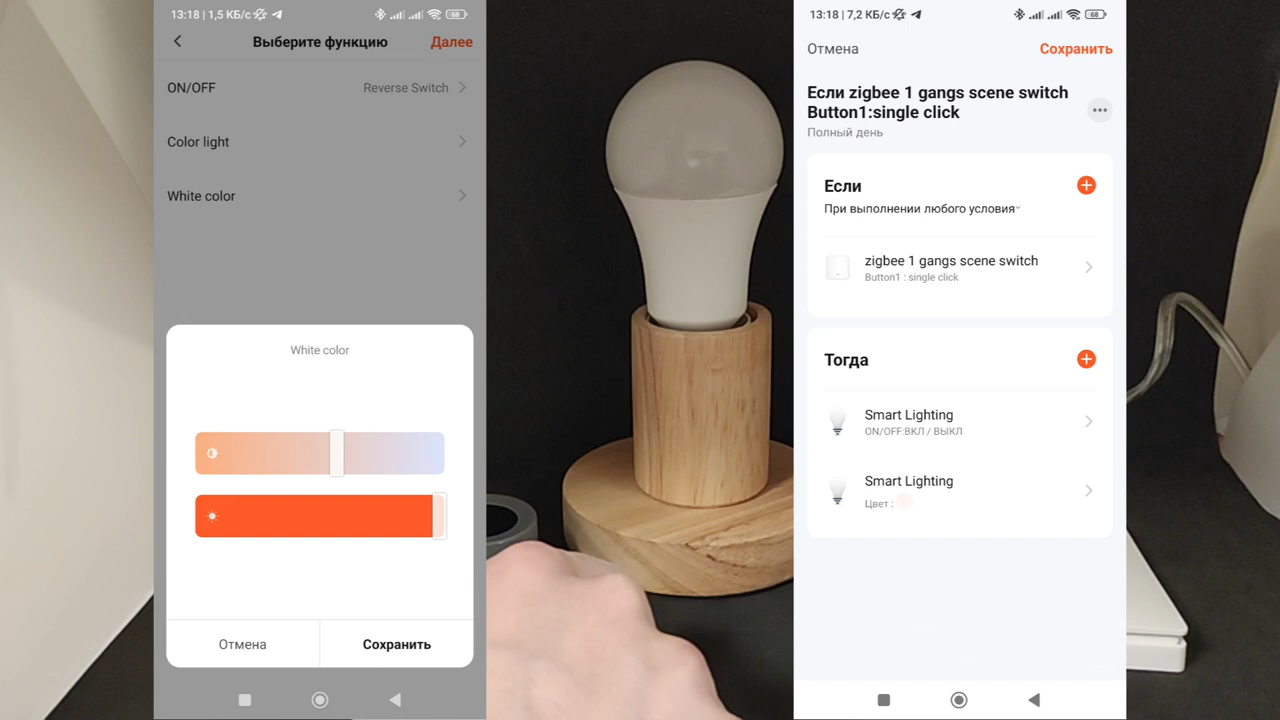 13:18 | 1,5 КБ/с
68
Выберите функцию
Далее
ON/OFF
Reverse Switch
Color light
White color
White color
Отмена
Сохранить
13:18 | 7,2 КБ/с
68
Отмена
Сохранить
Если zigbee 1 gangs scene switch
Button1:single click
Полный день
Если
При выполнении любого условия
zigbee 1 gangs scene switch
Button1 : single click
Тогда
Smart Lighting
ON/OFF:ВКЛ / ВЫКЛ
Smart Lighting
Цвет :